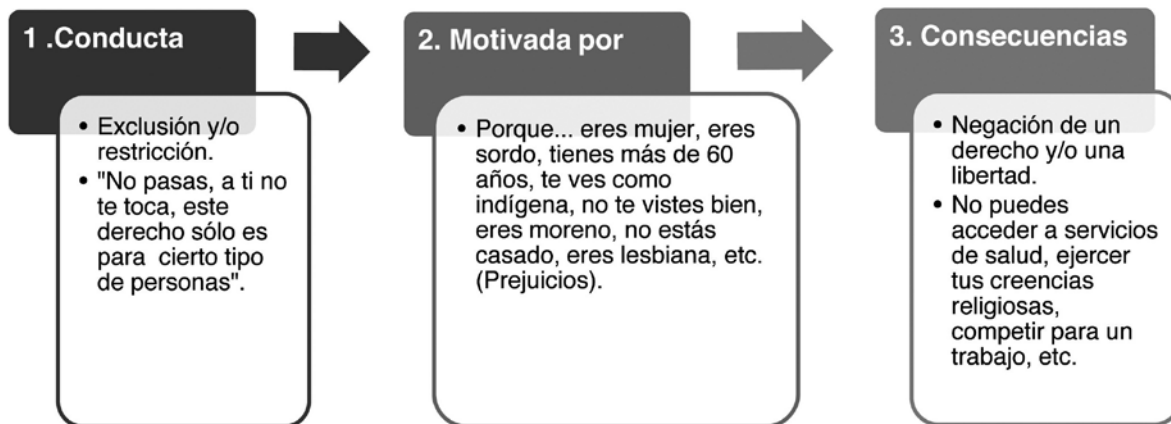 1 .Conducta
• Exclusión y/o
restricción.
• "No pasas, a ti no
te toca, este
derecho sólo es
para cierto tipo
de personas".
2. Motivada por
• Porque... eres mujer, eres
sordo, tienes más de 60
años, te ves como
indígena, no te vistes bien,
eres moreno, no estás
casado, eres lesbiana, etc.
(Prejuicios).
3. Consecuencias
• Negación de un
derecho y/o una
libertad.
• No puedes
acceder a servicios
de salud, ejercer
tus creencias
religiosas,
competir para un
trabajo, etc.